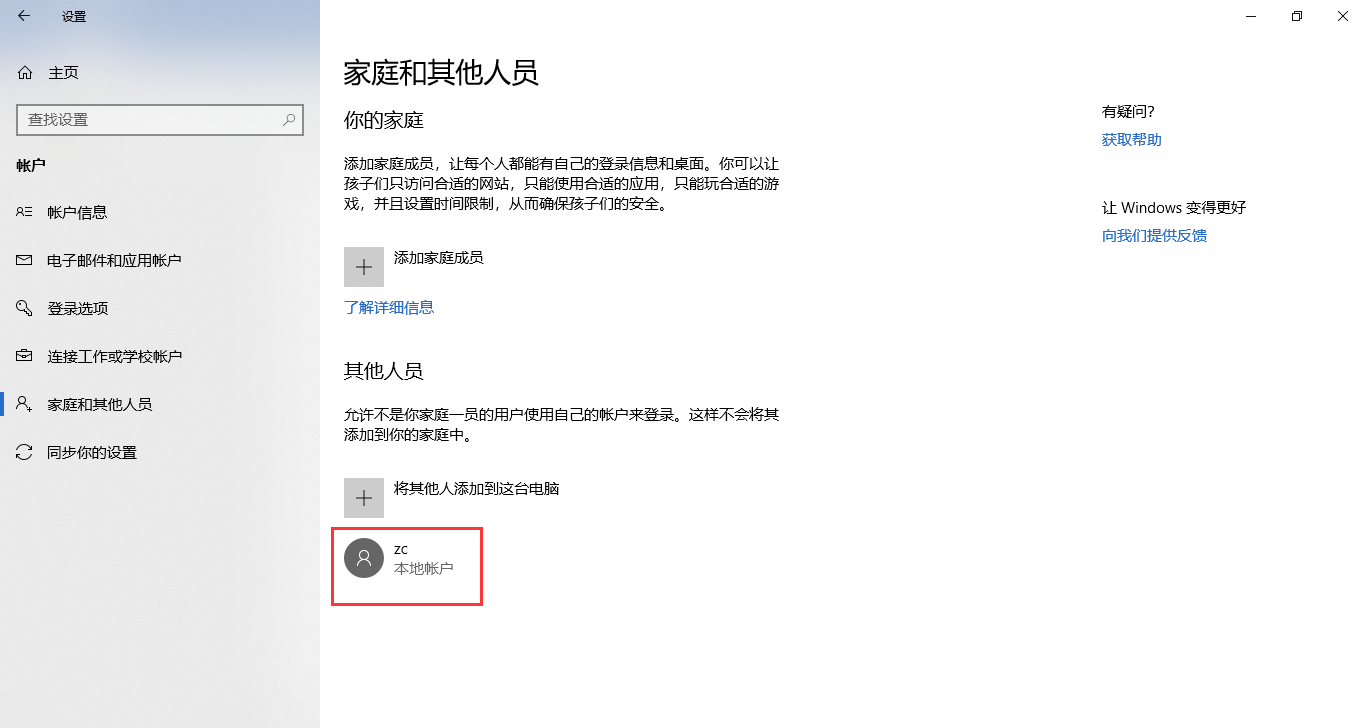 设置
主页
查找设置
帐户
帐户信息
电子邮件和应用帐户
登录选项
连接工作或学校帐户
家庭和其他人员
同步你的设置
家庭和其他人员
你的家庭
添加家庭成员，让每个人都能有自己的登录信息和桌面。你可以让
孩子们只访问合适的网站，只能使用合适的应用，只能玩合适的游
戏，并且设置时间限制，从而确保孩子们的安全。
添加家庭成员
了解详细信息
其他人员
允许不是你家庭一员的用户使用自己的帐户来登录。这样不会将其
添加到你的家庭中。
将其他人添加到这台电脑
zc
本地帐户
有疑问?
获取帮助
让 Windows 变得更好
向我们提供反馈